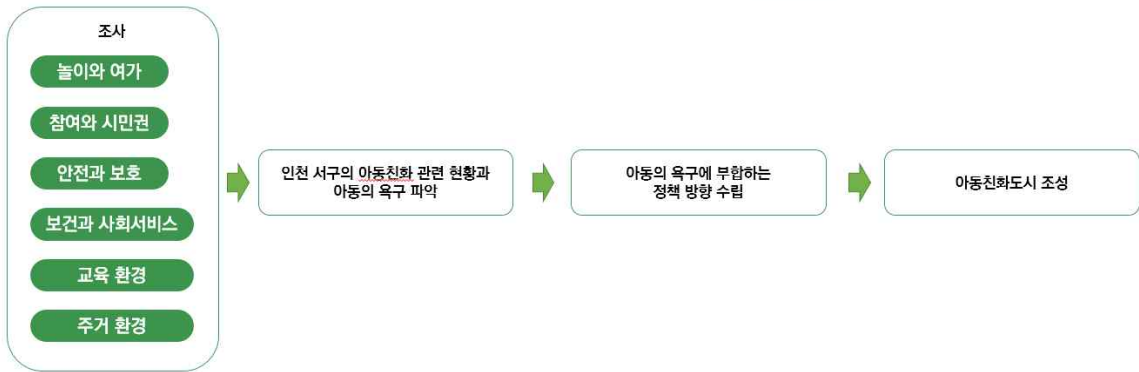 조사
놀이와 여가
참여와 시민권
안전과 보호
보건과 사회서비스
교육 환경
주거 환경
인천 서구의 아동친화 관련 현황과
아동의 욕구 파악
아동의 욕구에 부합하는
정책 방향 수립
아동친화도시 조성